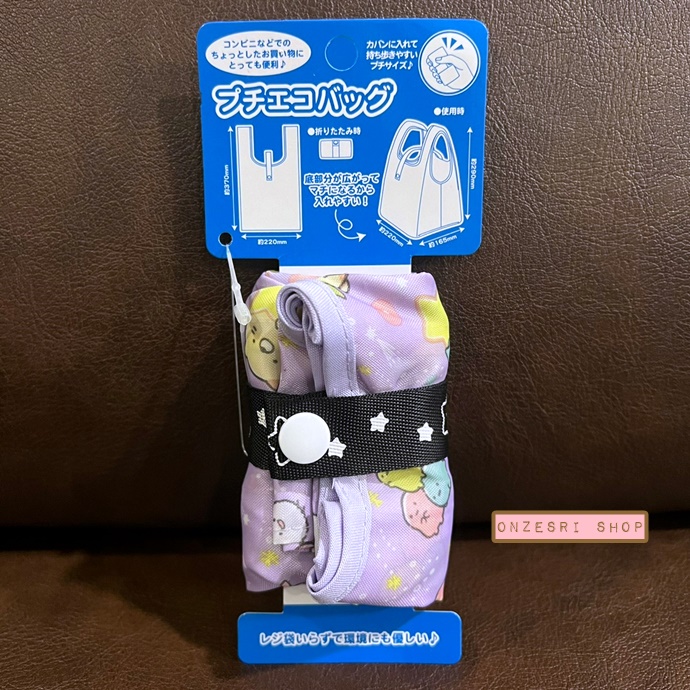 コンビニなどでの
ちょっとしたお買い物に
とっても便利♪
カバンに入れて
持ち歩きやすい
プチサイズ♪
プチエコバッグ
●折りたたみ時
●使用時
約370mm
約220mm
底部分が広がって
マチになるから
入れやすい!
約290mm
約220mm
約165mm
ONZESRI SHOP
レジ袋いらずで環境にも優しい♪